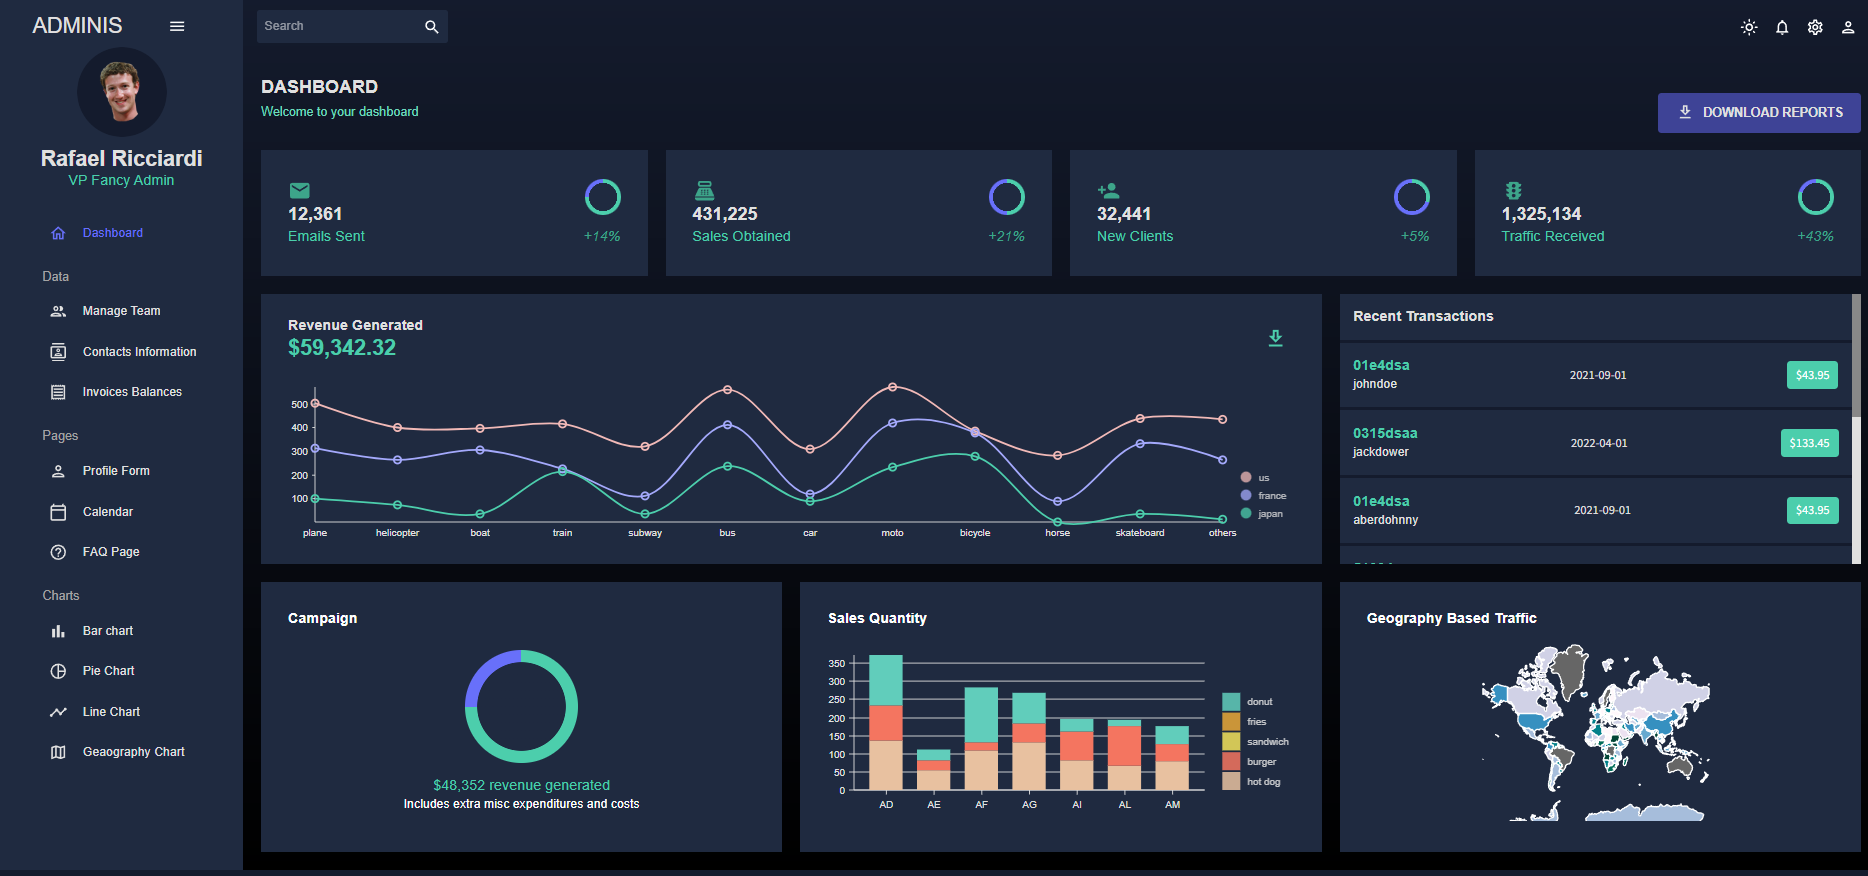 ADMINIS
Rafael Ricciardi
VP Fancy Admin
Dashboard
Data
Manage Team
Contacts Information
Invoices Balances
Pages
Profile Form
Calendar
FAQ Page
Charts
Bar chart
Pie Chart
Line Chart
Geaography Chart
Search
DASHBOARD
Welcome to your dashboard
DOWNLOAD REPORTS
12,361
Emails Sent
+14%
431,225
Sales Obtained
+21%
32,441
New Clients
+5%
1,325,134
Traffic Received
+43%
Revenue Generated
$59,342.32
500
400
300
200
100
plane helicopter boat train subway bus car moto bicycle horse skateboard others
us
france
japan
Recent Transactions
01e4dsa
johndoe
2021-09-01
$43.95
0315dsaa
jackdower
2022-04-01
$133.45
01e4dsa
aberdohnny
2021-09-01
$43.95
Campaign
$48,352 revenue generated
Includes extra misc expenditures and costs
Sales Quantity
350
300
250
200
150
100
50
0
AD AE AF AG AI AL AM
donut
fries
sandwich
burger
hot dog
Geography Based Traffic